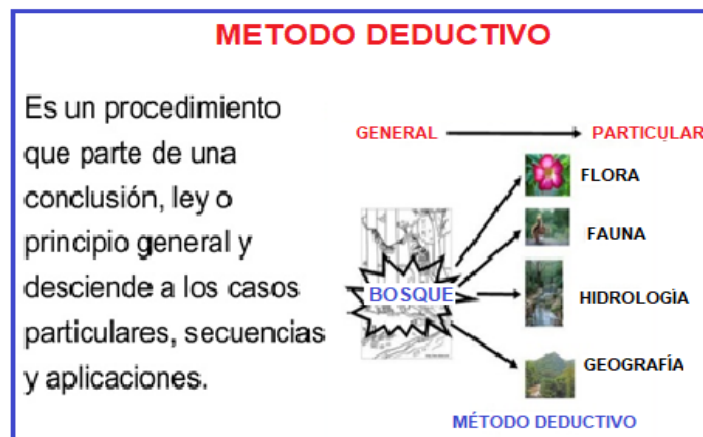 METODO DEDUCTIVO
Es un procedimiento
que parte de una
conclusión, ley o
principio general y
desciende a los casos
particulares, secuencias
y aplicaciones.
GENERAL
PARTICULAR
FLORA
FAUNA
BOSQUE
HIDROLOGÌA
GEOGRAFÍA
MÉTODO DEDUCTIVO